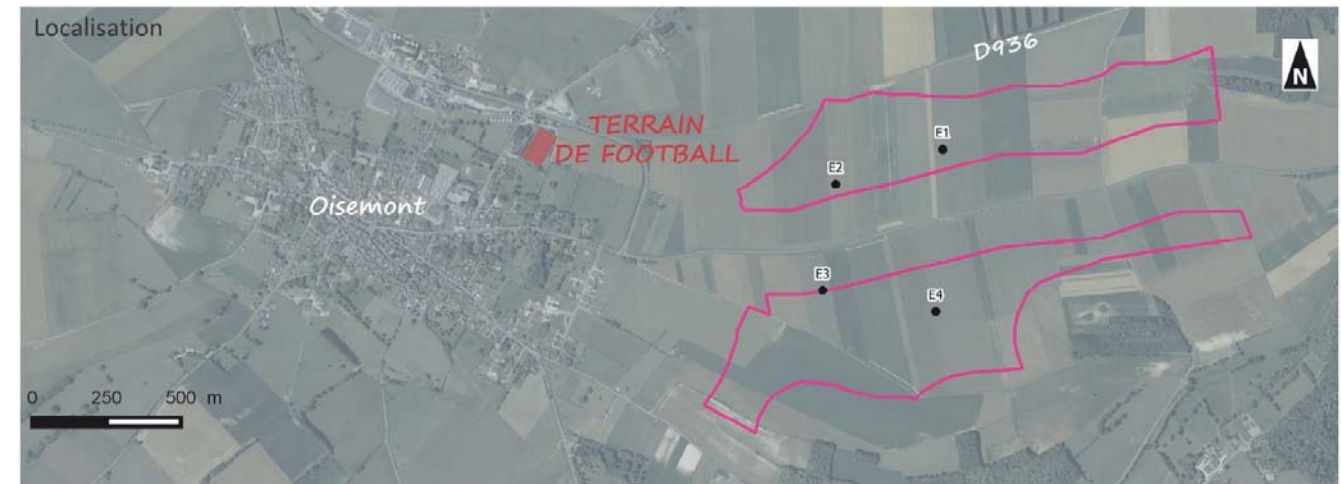 Localisation
D936
N
TERRAIN
DE FOOTBALL
E1
E2
Oisemont
E3
E4
0 250 500 m